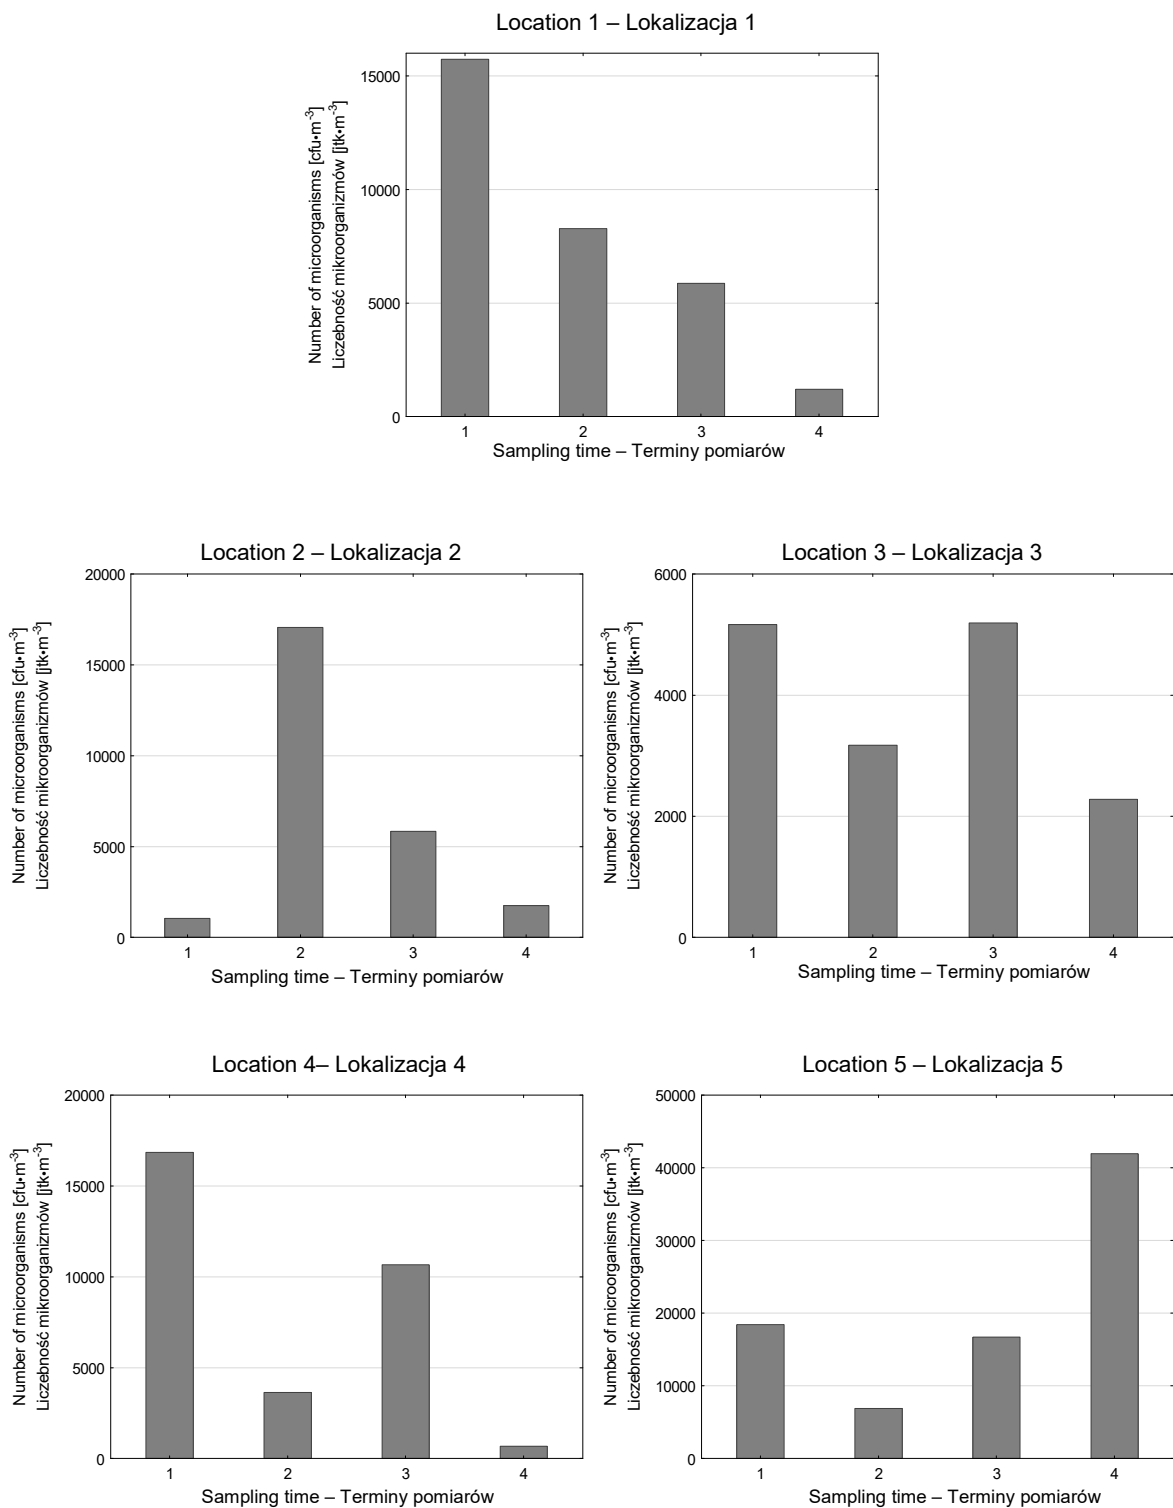 Location 1 – Lokalizacja 1
Number of microorganisms [cfu•m-3]
Liczebność mikroorganizmów [jtk•m-3]
15000
10000
5000
0
1 2 3 4
Sampling time – Terminy pomiarów
Location 2 – Lokalizacja 2
Number of microorganisms [cfu•m-3]
Liczebność mikroorganizmów [jtk•m-3]
20000
15000
10000
5000
0
1 2 3 4
Sampling time – Terminy pomiarów
Location 3 – Lokalizacja 3
Number of microorganisms [cfu•m-3]
Liczebność mikroorganizmów [jtk•m-3]
6000
4000
2000
0
1 2 3 4
Sampling time – Terminy pomiarów
Location 4– Lokalizacja 4
Number of microorganisms [cfu•m-3]
Liczebność mikroorganizmów [jtk•m-3]
20000
15000
10000
5000
0
1 2 3 4
Sampling time – Terminy pomiarów
Location 5 – Lokalizacja 5
Number of microorganisms [cfu•m-3]
Liczebność mikroorganizmów [jtk•m-3]
50000
40000
30000
20000
10000
0
1 2 3 4
Sampling time – Terminy pomiarów